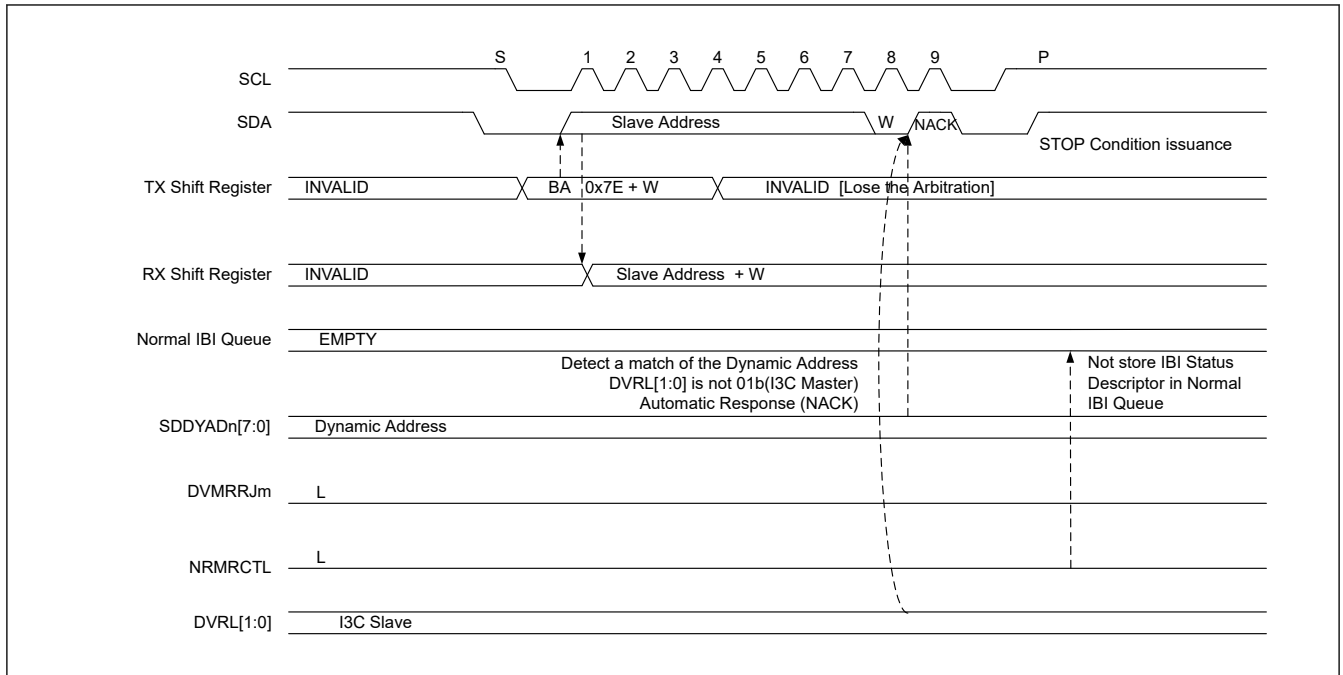 S 1 2 3 4 5 6 7 8 9 P
SCL
SDA Slave Address W NACK
STOP Condition issuance
TX Shift Register INVALID BA 0x7E + W INVALID [Lose the Arbitration]
RX Shift Register INVALID Slave Address + W
Normal IBI Queue EMPTY
Detect a match of the Dynamic Address
DVRL[1:0] is not 01b(I3C Master)
Automatic Response (NACK)
Not store IBI Status
Descriptor in Normal
IBI Queue
SDDYADn[7:0] Dynamic Address
DVMRRJm L
NRMRCTL L
DVRL[1:0] I3C Slave